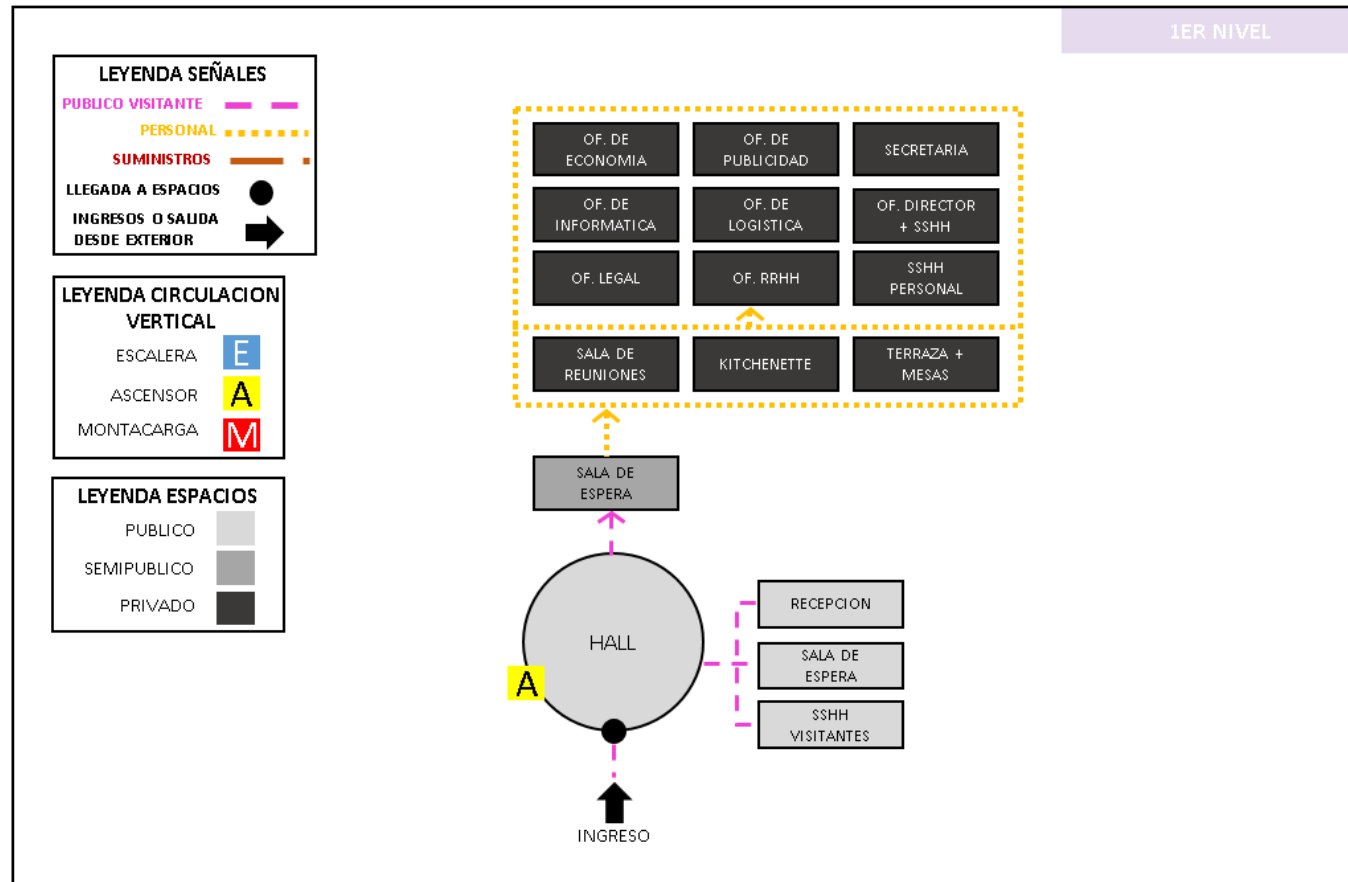 1ER NIVEL
LEYENDA SEÑALES
PUBLICO VISITANTE
PERSONAL
SUMINISTROS
LLEGADA A ESPACIOS
INGRESOS O SALIDA
DESDE EXTERIOR
LEYENDA CIRCULACION
VERTICAL
ESCALERA E
ASCENSOR A
MONTACARGA M
LEYENDA ESPACIOS
PUBLICO
SEMIPUBLICO
PRIVADO
OF. DE
ECONOMIA
OF. DE
PUBLICIDAD
SECRETARIA
OF. DE
INFORMATICA
OF. DE
LOGISTICA
OF. DIRECTOR
+ SSHH
OF. LEGAL
OF. RRHH
SSHH
PERSONAL
SALA DE
REUNIONES
KITCHENETTE
TERRAZA +
MESAS
SALA DE
ESPERA
HALL
A
RECEPCION
SALA DE
ESPERA
SSHH
VISITANTES
INGRESO